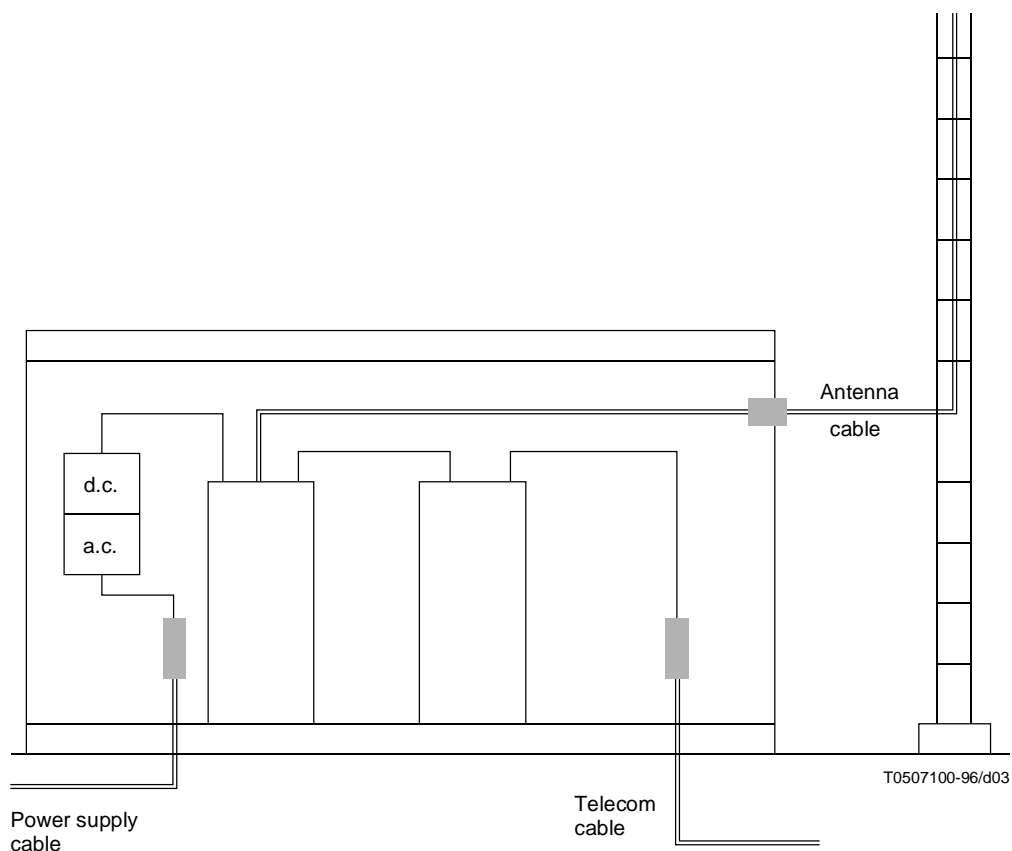 Antenna
cable
d.c.
a.c.
T0507100-96/d03
Power supply
cable
Telecom
cable